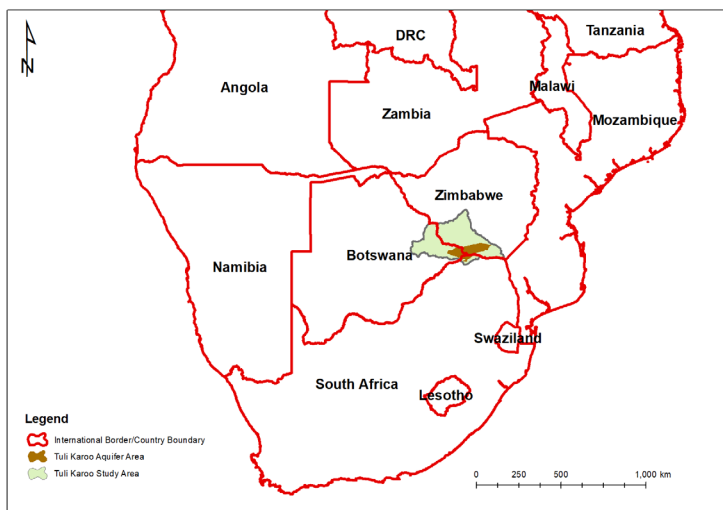 DRC
Tanzania
Angola
Malawi
Zambia
Mozambique
Zimbabwe
Botswana
Namibia
Swaziland
South Africa
Lesotho
N
Legend
International Border/Country Boundary
Tuli Karoo Aquifer Area
Tuli Karoo Study Area
0 250 500 1,000 km